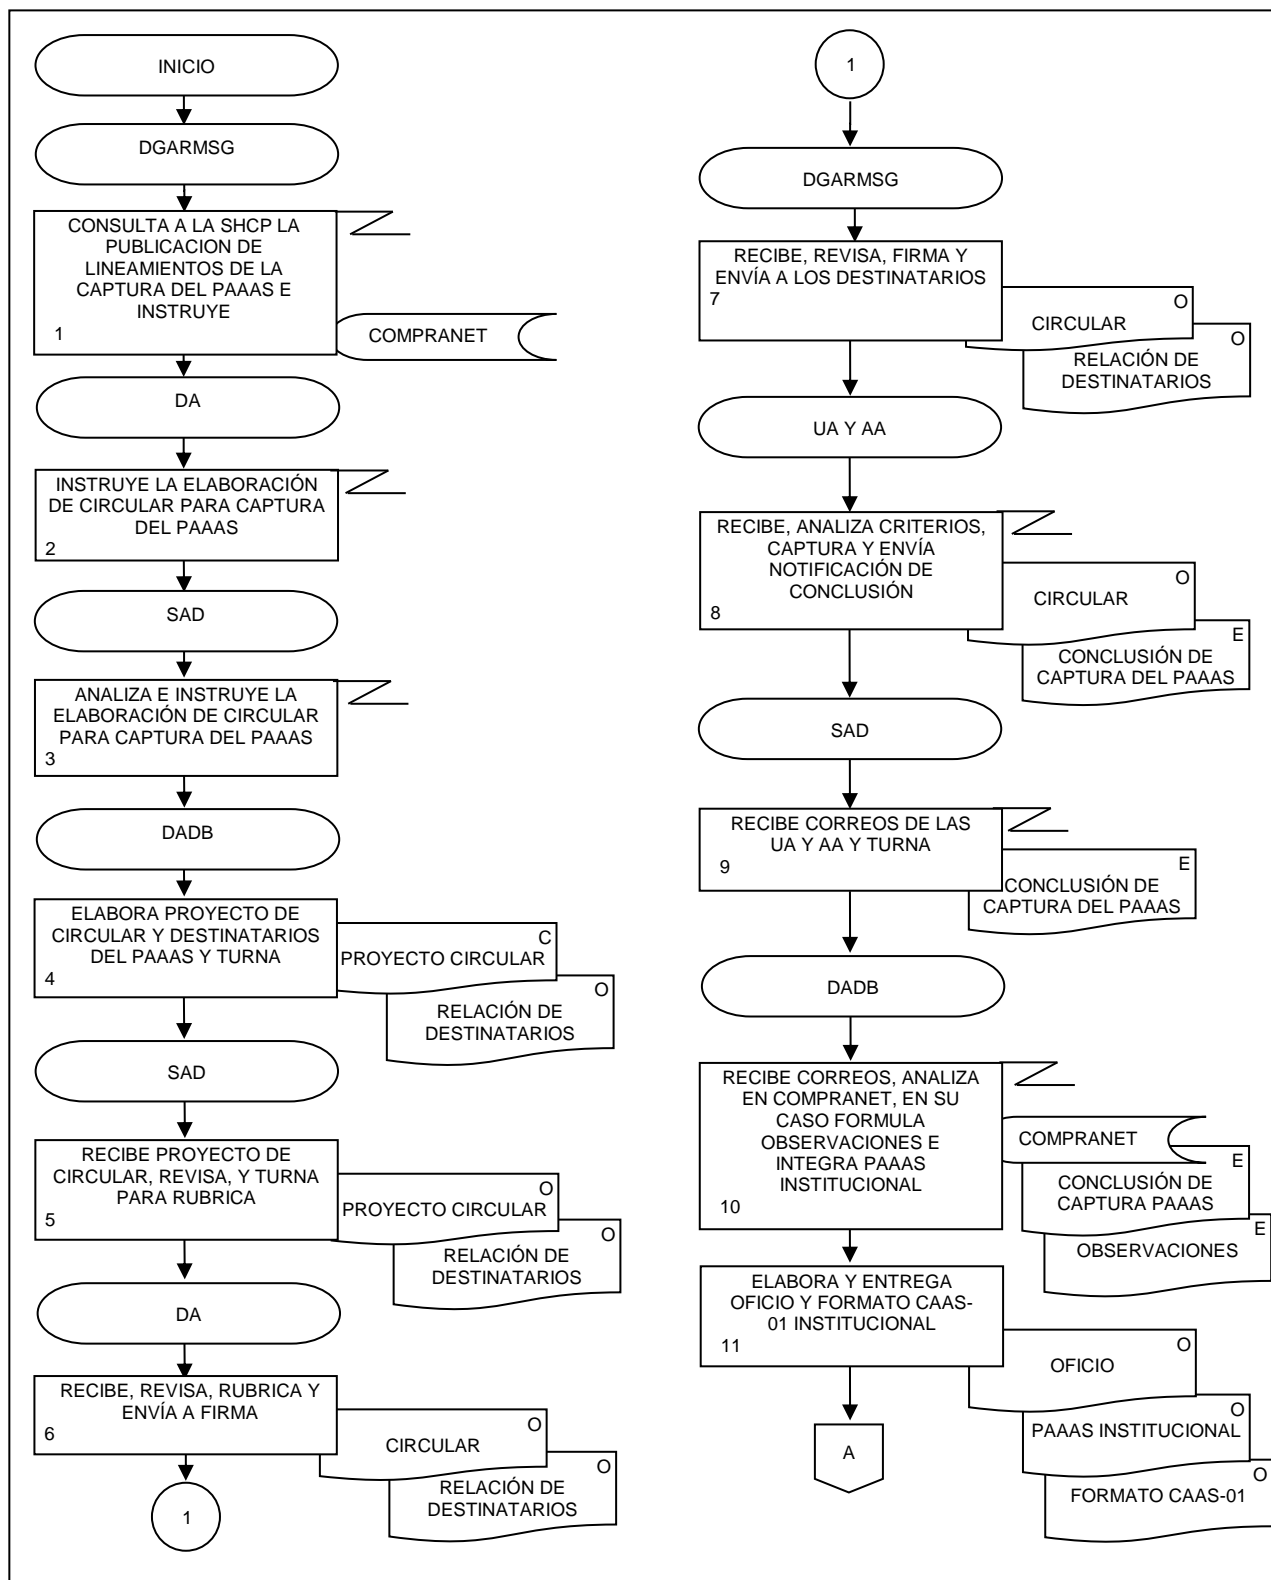 INICIO
DGARMSG
CONSULTA A LA SHCP LA
PUBLICACION DE
LINEAMIENTOS DE LA
CAPTURA DEL PAAAS E
INSTRUYE
1
COMPRANET
DA
INSTRUYE LA ELABORACIÓN
DE CIRCULAR PARA CAPTURA
DEL PAAAS
2
SAD
ANALIZA E INSTRUYE LA
ELABORACIÓN DE CIRCULAR
PARA CAPTURA DEL PAAAS
3
DADB
ELABORA PROYECTO DE
CIRCULAR Y DESTINATARIOS
DEL PAAAS Y TURNA
4
C
PROYECTO CIRCULAR
O
RELACIÓN DE
DESTINATARIOS
SAD
RECIBE PROYECTO DE
CIRCULAR, REVISA, Y TURNA
PARA RUBRICA
5
O
PROYECTO CIRCULAR
O
RELACIÓN DE
DESTINATARIOS
DA
RECIBE, REVISA, RUBRICA Y
ENVÍA A FIRMA
6
O
CIRCULAR
O
RELACIÓN DE
DESTINATARIOS
1
1
DGARMSG
RECIBE, REVISA, FIRMA Y
ENVÍA A LOS DESTINATARIOS
7
O
CIRCULAR
O
RELACIÓN DE
DESTINATARIOS
UA Y AA
RECIBE, ANALIZA CRITERIOS,
CAPTURA Y ENVÍA
NOTIFICACIÓN DE
CONCLUSIÓN
8
O
CIRCULAR
E
CONCLUSIÓN DE
CAPTURA DEL PAAAS
SAD
RECIBE CORREOS DE LAS
UA Y AA Y TURNA
9
E
CONCLUSIÓN DE
CAPTURA DEL PAAAS
DADB
RECIBE CORREOS, ANALIZA
EN COMPRANET, EN SU
CASO FORMULA
OBSERVACIONES E
INTEGRA PAAAS
INSTITUCIONAL
10
COMPRANET
E
CONCLUSIÓN DE
CAPTURA PAAAS
E
OBSERVACIONES
ELABORA Y ENTREGA
OFICIO Y FORMATO CAAS-
01 INSTITUCIONAL
11
O
OFICIO
O
PAAAS INSTITUCIONAL
O
FORMATO CAAS-01
A